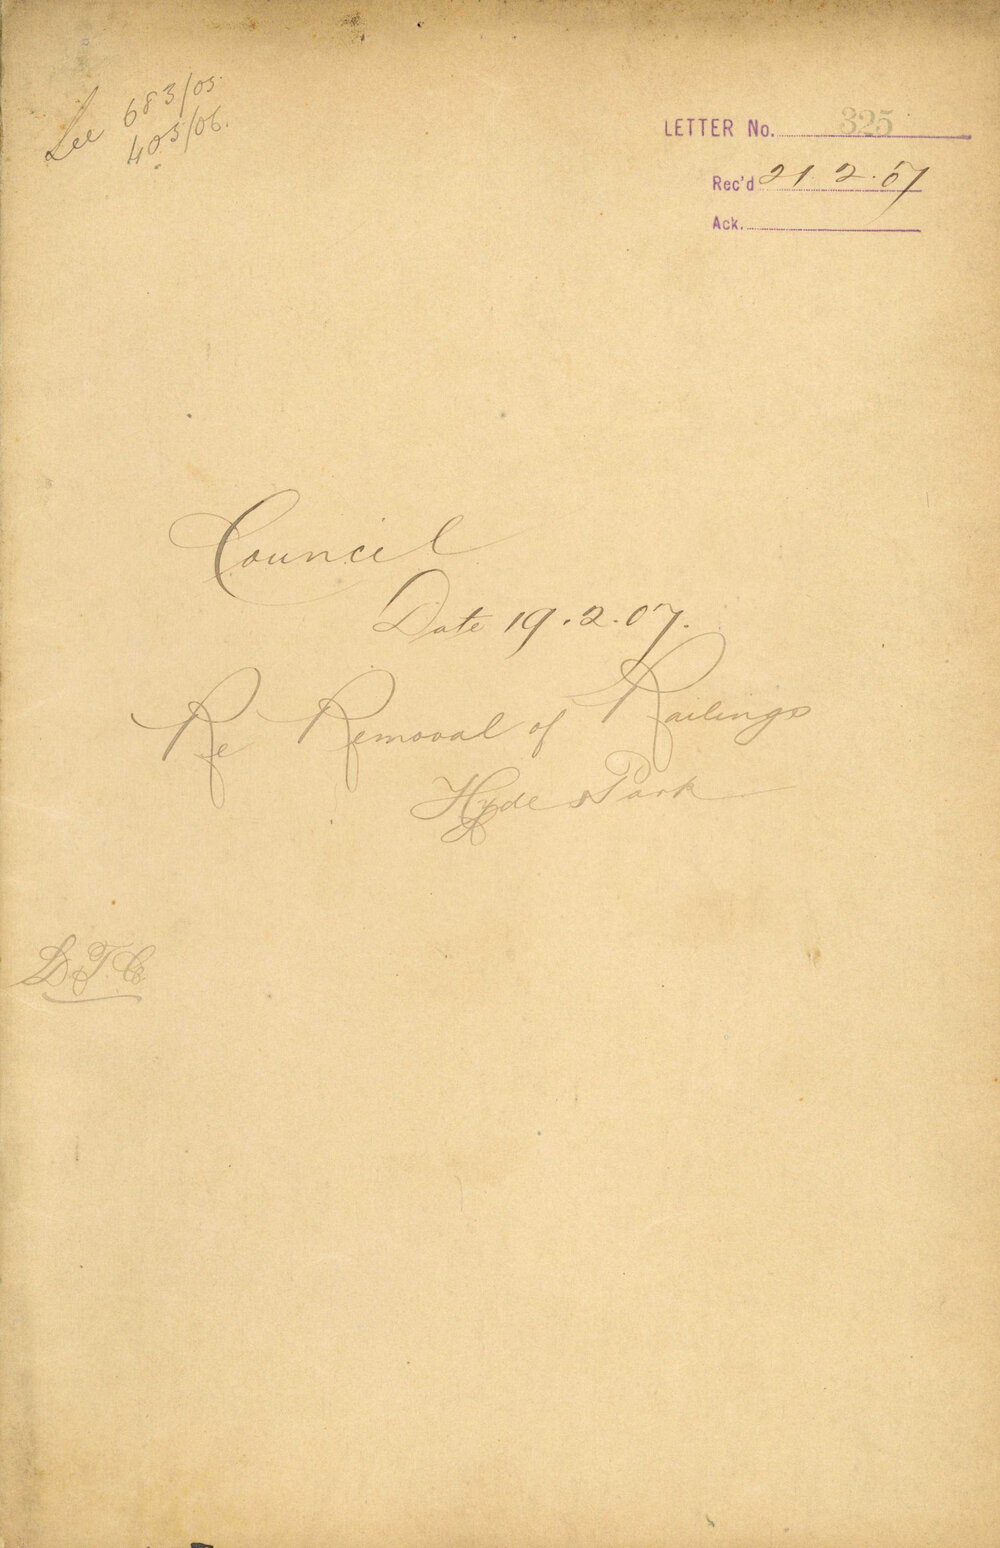 See 683/05
405/06.
LETTER No. 325
Rec'd 21.2.07
Ack.
Council
Date 19.2.07.
Re Removal of Railings
Hyde Park